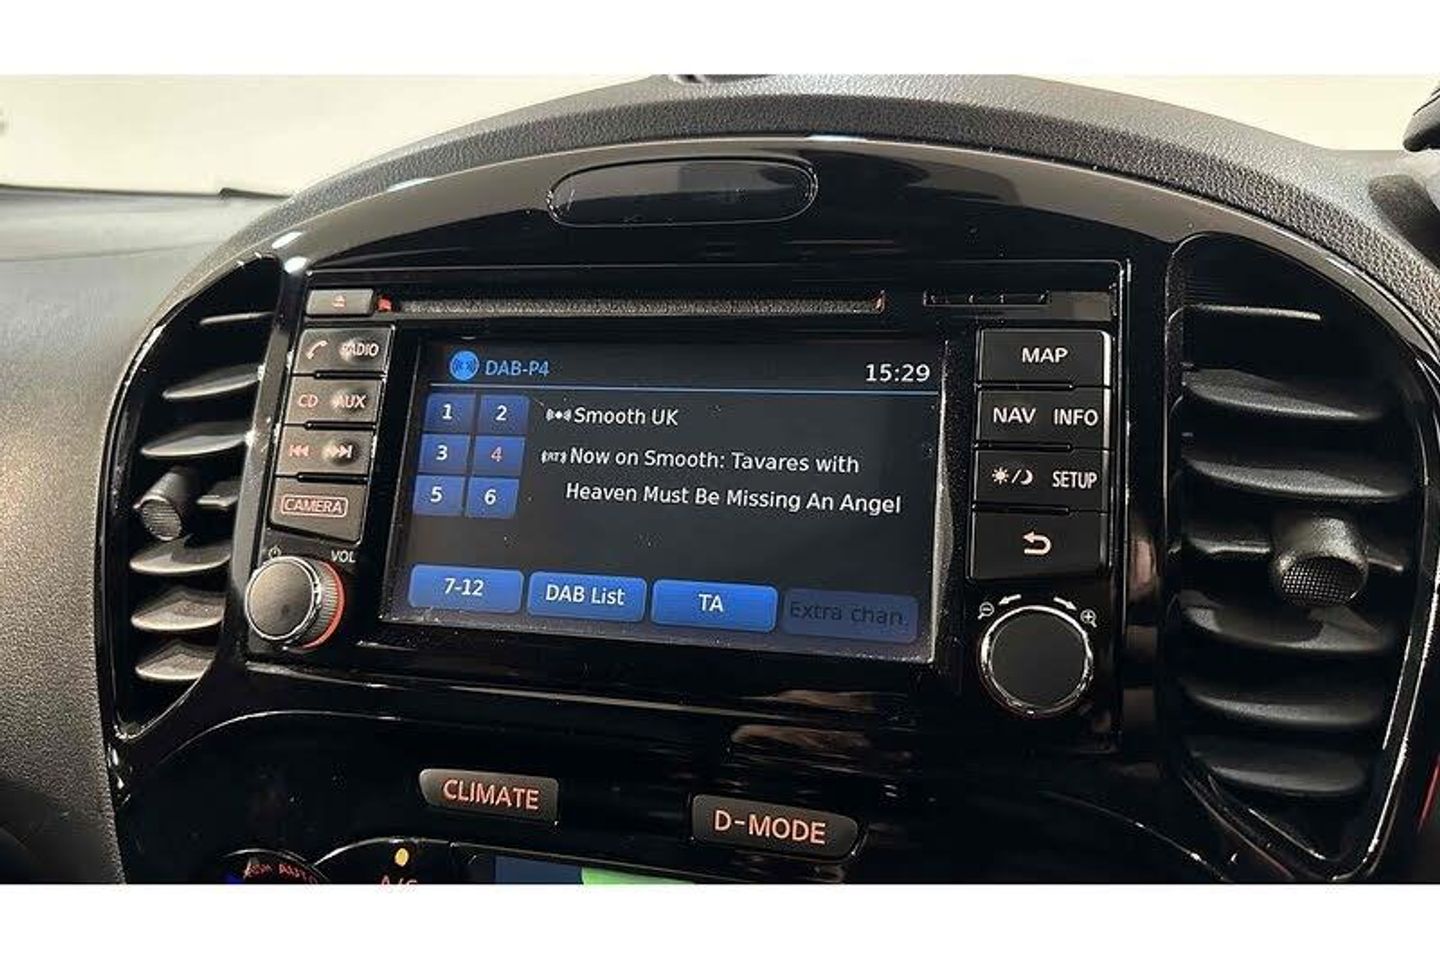 RADIO
CD AUX
CAMERA
VOL
DAB-P4 15:29
1 2
3 4
5 6
Smooth UK
Now on Smooth: Tavares with
Heaven Must Be Missing An Angel
7-12 DAB List TA Extra chan.
MAP
NAV INFO
SETUP
CLIMATE
D-MODE
AUTO
A/C